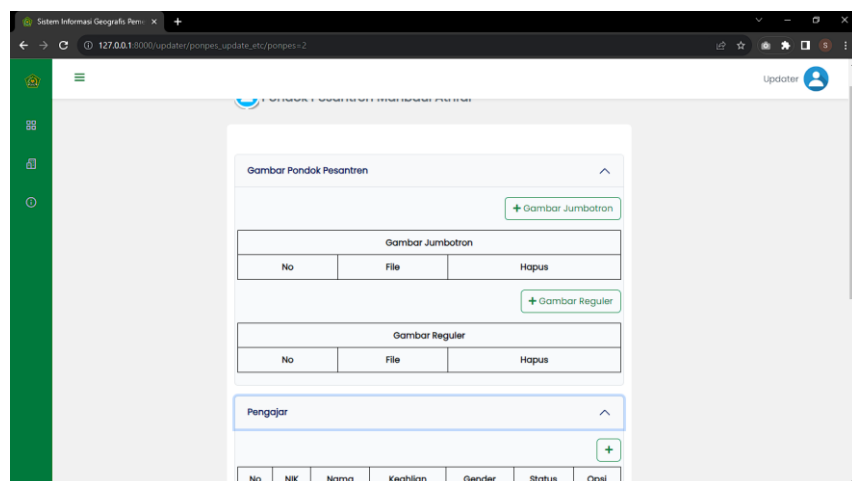 Sistem Informasi Geografis Peme
127.0.0.1:8000/updater/ponpes_update_etc/ponpes=2
S
Updater
Gambar Pondok Pesantren
+ Gambar Jumbotron
Gambar Jumbotron
No File Hapus
+ Gambar Reguler
Gambar Reguler
No File Hapus
Pengajar
+
No NIK Nama Keahlian Gender Status Opsi